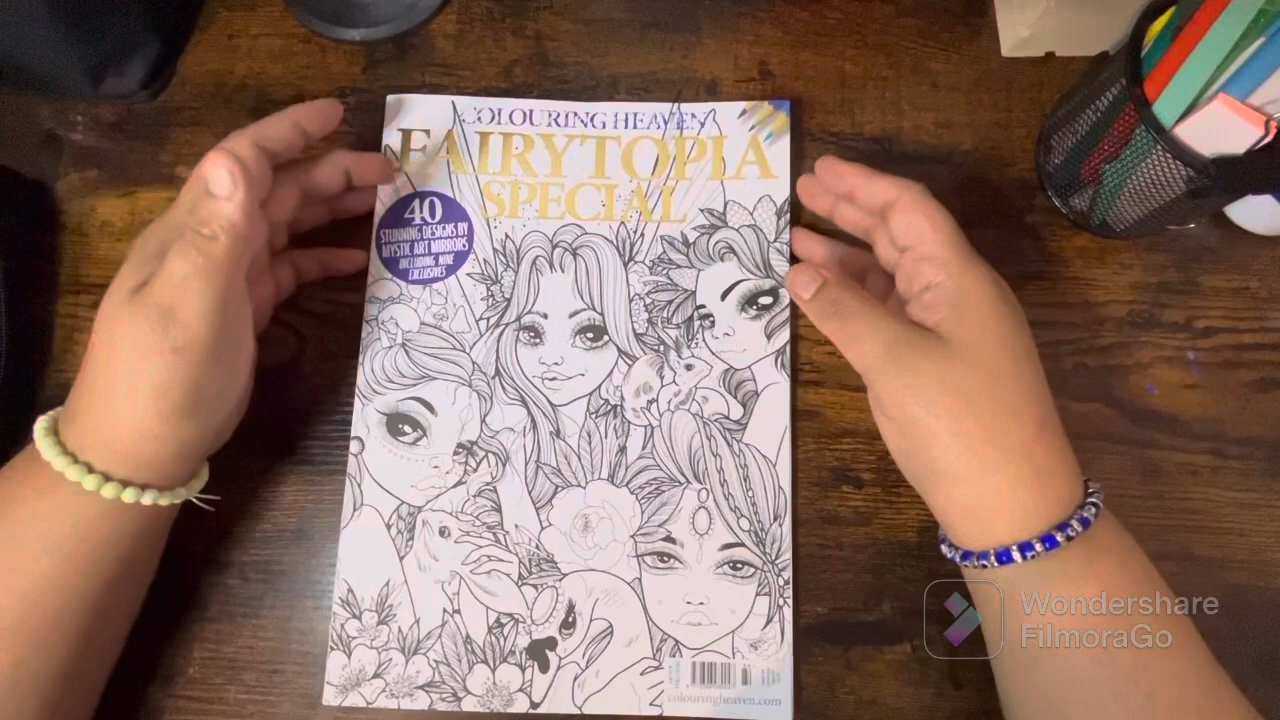 COLOURING HEAVEN
FAIRYTOPIA
SPECIAL
40
STUNNING DESIGNS BY
MYSTIC ART MIRRORS
INCLUDING NINE
EXCLUSIVES
colouringheaven.com
Wondershare
FilmoraGo